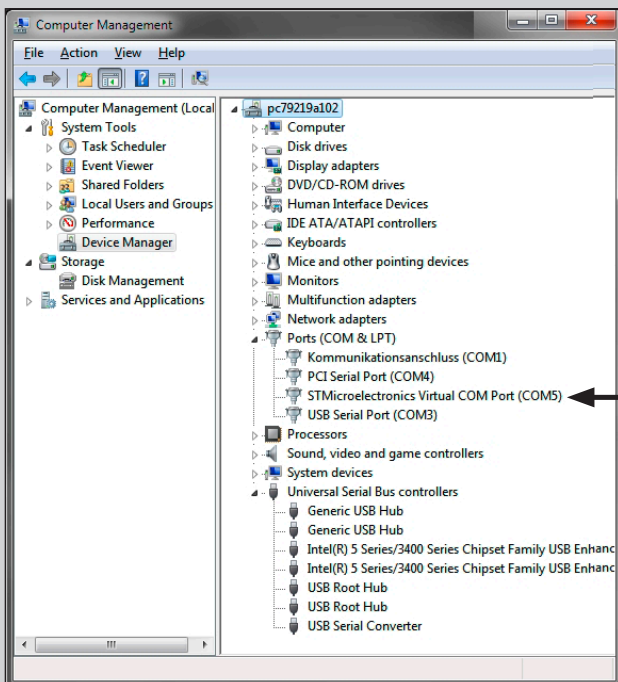 Computer Management
File Action View Help
Computer Management (Local
System Tools
Task Scheduler
Event Viewer
Shared Folders
Local Users and Groups
Performance
Device Manager
Storage
Disk Management
Services and Applications
pc79219a102
Computer
Disk drives
Display adapters
DVD/CD-ROM drives
Human Interface Devices
IDE ATA/ATAPI controllers
Keyboards
Mice and other pointing devices
Monitors
Multifunction adapters
Network adapters
Ports (COM & LPT)
Kommunikationsanschluss (COM1)
PCI Serial Port (COM4)
STMicroelectronics Virtual COM Port (COM5)
USB Serial Port (COM3)
Processors
Sound, video and game controllers
System devices
Universal Serial Bus controllers
Generic USB Hub
Generic USB Hub
Intel(R) 5 Series/3400 Series Chipset Family USB Enhanc
Intel(R) 5 Series/3400 Series Chipset Family USB Enhanc
USB Root Hub
USB Root Hub
USB Serial Converter